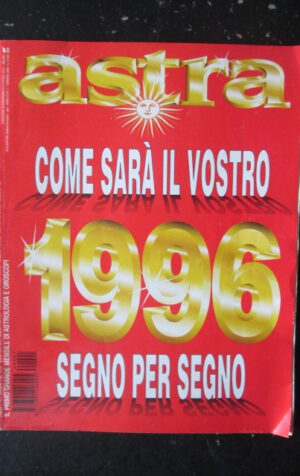 astra
COME SARÀ IL VOSTRO
1996
SEGNO PER SEGNO
IL PRIMO GRANDE MENSILE DI ASTROLOGIA E OROSCOPI